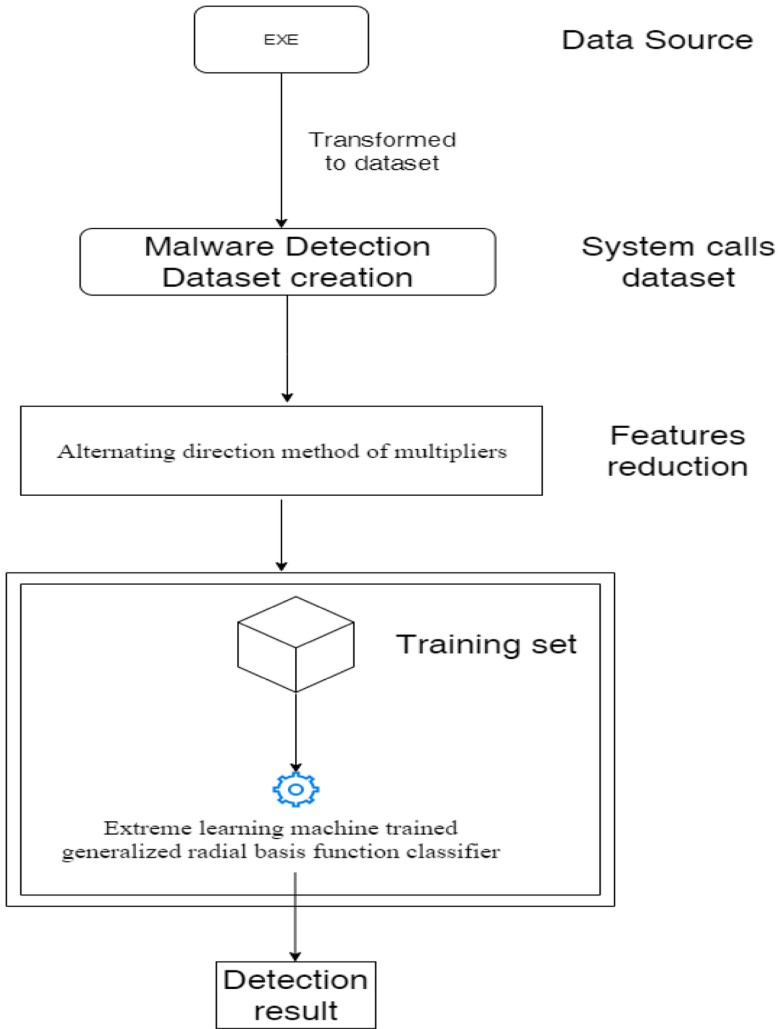 EXE
Data Source
Transformed
to dataset
Malware Detection
Dataset creation
System calls
dataset
Alternating direction method of multipliers
Features
reduction
Training set
Extreme learning machine trained
generalized radial basis function classifier
Detection
result